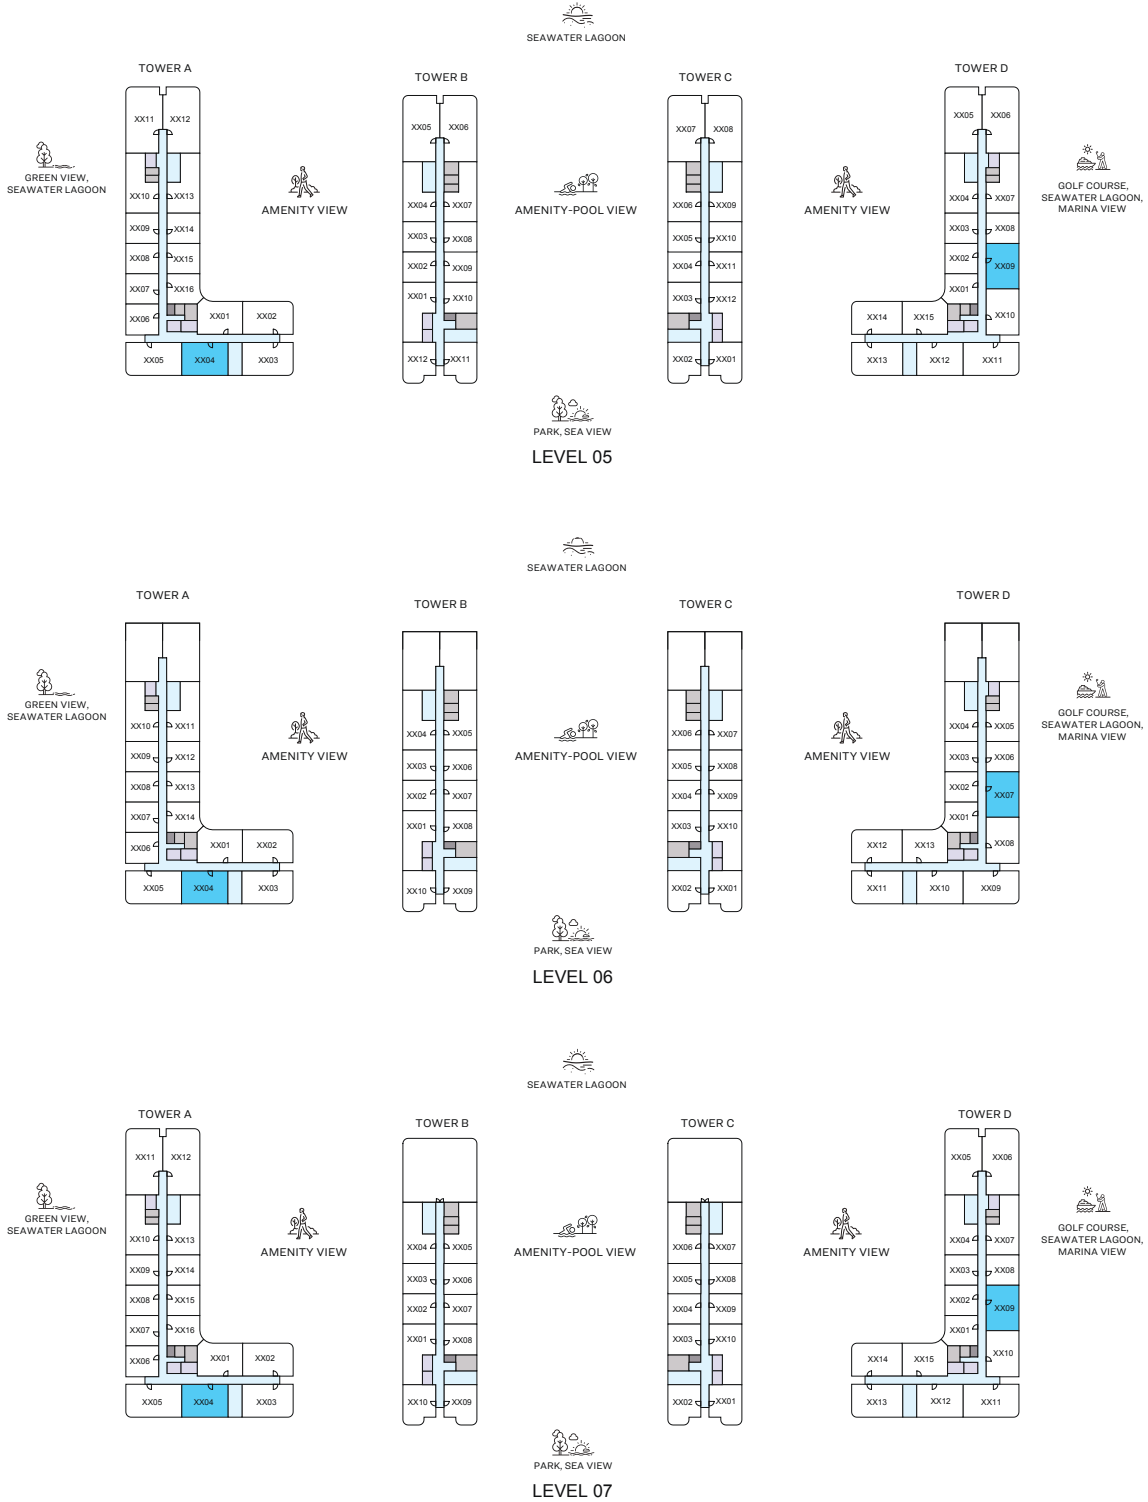 SEAWATER LAGOON
TOWER A
TOWER B
TOWER C
TOWER D
XX11 XX12
XX05 XX06
XX07 XX08
XX05 XX06
GREEN VIEW,
SEAWATER LAGOON
AMENITY VIEW
AMENITY-POOL VIEW
AMENITY VIEW
GOLF COURSE,
SEAWATER LAGOON,
MARINA VIEW
XX10 XX13
XX04 XX07
XX06 XX09
XX04 XX07
XX09 XX14
XX03 XX08
XX05 XX10
XX03 XX08
XX08 XX15
XX02 XX09
XX04 XX11
XX02 XX09
XX07 XX16
XX01 XX10
XX03 XX12
XX01
XX06 XX01 XX02
XX14 XX15 XX10
XX05 XX04 XX03
XX12 XX11
XX02 XX01
XX13 XX12 XX11
PARK, SEA VIEW
LEVEL 05
SEAWATER LAGOON
TOWER A
TOWER B
TOWER C
TOWER D
GREEN VIEW,
SEAWATER LAGOON
AMENITY VIEW
AMENITY-POOL VIEW
AMENITY VIEW
GOLF COURSE,
SEAWATER LAGOON,
MARINA VIEW
XX10 XX11
XX04 XX05
XX06 XX07
XX04 XX05
XX09 XX12
XX03 XX06
XX05 XX08
XX03 XX06
XX08 XX13
XX02 XX07
XX04 XX09
XX02 XX07
XX07 XX14
XX01 XX08
XX03 XX10
XX01
XX06 XX01 XX02
XX12 XX13 XX08
XX05 XX04 XX03
XX10 XX09
XX02 XX01
XX11 XX10 XX09
PARK, SEA VIEW
LEVEL 06
SEAWATER LAGOON
TOWER A
TOWER B
TOWER C
TOWER D
XX11 XX12
XX05 XX06
GREEN VIEW,
SEAWATER LAGOON
AMENITY VIEW
AMENITY-POOL VIEW
AMENITY VIEW
GOLF COURSE,
SEAWATER LAGOON,
MARINA VIEW
XX10 XX13
XX04 XX05
XX06 XX07
XX04 XX07
XX09 XX14
XX03 XX06
XX05 XX08
XX03 XX08
XX08 XX15
XX02 XX07
XX04 XX09
XX02 XX09
XX07 XX16
XX01 XX08
XX03 XX10
XX01
XX06 XX01 XX02
XX14 XX15 XX10
XX05 XX04 XX03
XX10 XX09
XX02 XX01
XX13 XX12 XX11
PARK, SEA VIEW
LEVEL 07